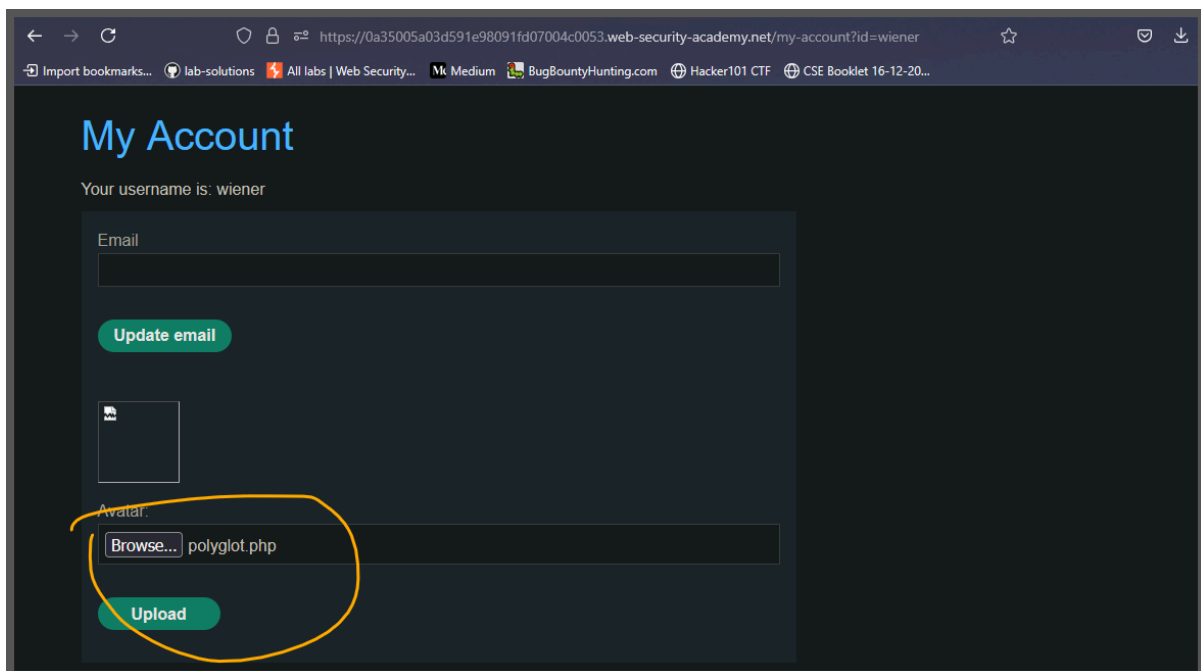 https://0a35005a03d591e98091fd07004c0053.web-security-academy.net/my-account?id=wiener
Import bookmarks... lab-solutions All labs | Web Security... Medium BugBountyHunting.com Hacker101 CTF CSE Booklet 16-12-20...
My Account
Your username is: wiener
Email
Update email
Avatar:
Browse... polyglot.php
Upload